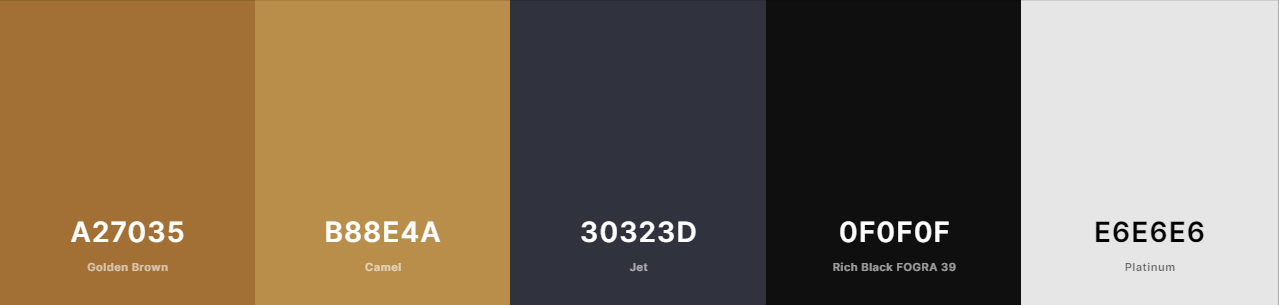 A27035
Golden Brown
B88E4A
Camel
30323D
Jet
0F0F0F
Rich Black FOGRA 39
E6E6E6
Platinum